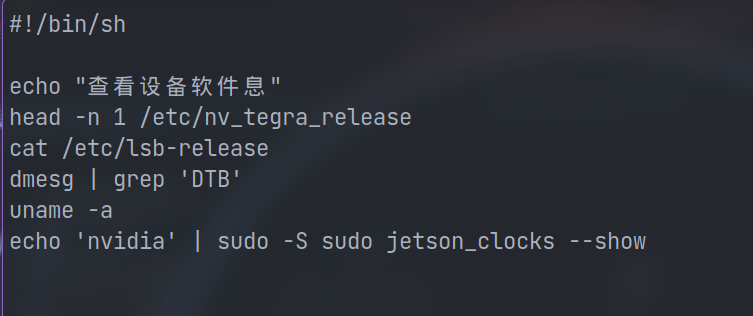 #!/bin/sh
echo "查看设备软件息"
head -n 1 /etc/nv_tegra_release
cat /etc/lsb-release
dmesg | grep 'DTB'
uname -a
echo 'nvidia' | sudo -S sudo jetson_clocks --show